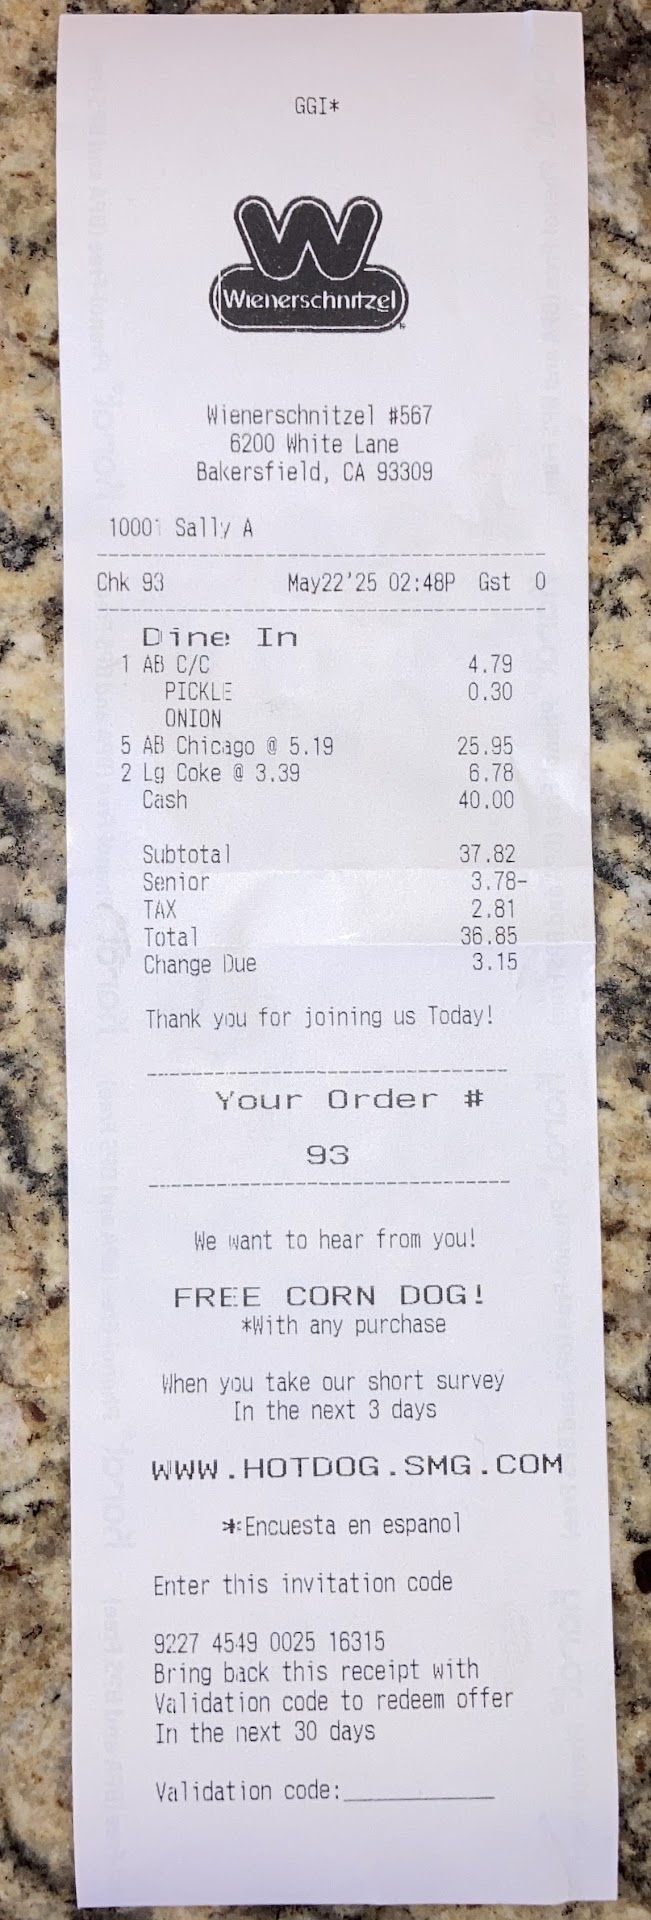 GGI*
W
Wienerschnitzel
Wienerschnitzel #567
6200 White Lane
Bakersfield, CA 93309
10001 Sally A
Chk 93 May22'25 02:48P Gst 0
Dine In
1 AB C/C 4.79
PICKLE 0.30
ONION
5 AB Chicago @ 5.19 25.95
2 Lg Coke @ 3.39 6.78
Cash 40.00
Subtotal 37.82
Senior 3.78-
TAX 2.81
Total 36.85
Change Due 3.15
Thank you for joining us Today!
Your Order #
93
We want to hear from you!
FREE CORN DOG!
*With any purchase
When you take our short survey
In the next 3 days
WWW.HOTDOG.SMG.COM
*Encuesta en espanol
Enter this invitation code
9227 4549 0025 16315
Bring back this receipt with
Validation code to redeem offer
In the next 30 days
Validation code:___________